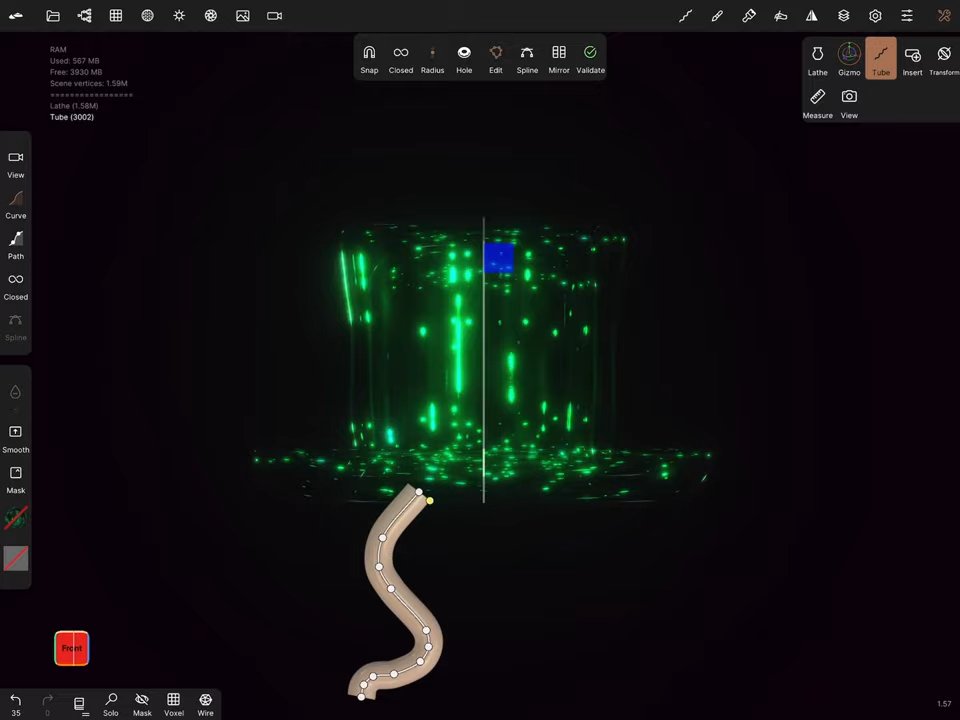 RAM
Used: 567 MB
Free: 3930 MB
Scene vertices: 1.59M
=================
Lathe (1.58M)
Tube (3002)
Snap
Closed
Radius
Hole
Edit
Spline
Mirror
Validate
Lathe
Gizmo
Tube
Insert
Transform
Measure
View
View
Curve
Path
Closed
Spline
Smooth
Mask
Front
35
0
Solo
Mask
Voxel
Wire
1.57